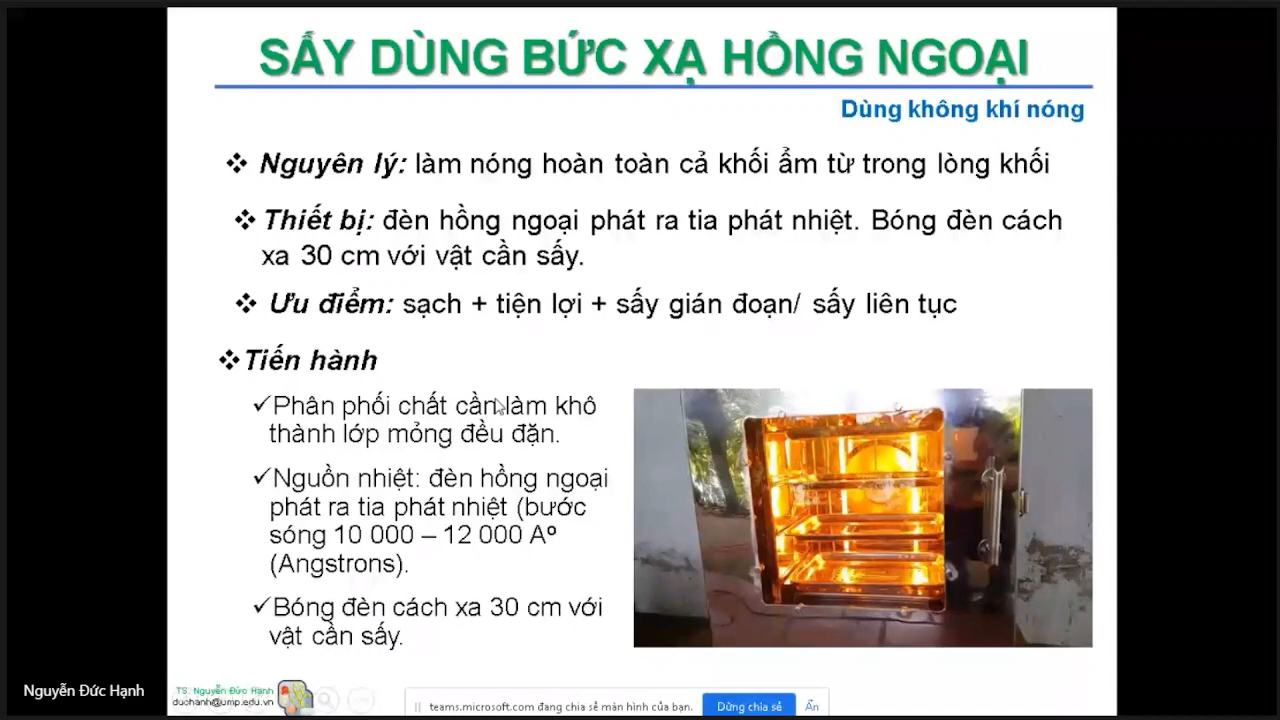 SẤY DÙNG BỨC XẠ HỒNG NGOẠI
Dùng không khí nóng
❖ Nguyên lý: làm nóng hoàn toàn cả khối ẩm từ trong lòng khối
❖ Thiết bị: đèn hồng ngoại phát ra tia phát nhiệt. Bóng đèn cách
xa 30 cm với vật cần sấy.
❖ Ưu điểm: sạch + tiện lợi + sấy gián đoạn/ sấy liên tục
❖Tiến hành
✓Phân phối chất cần làm khô
thành lớp mỏng đều đặn.
✓Nguồn nhiệt: đèn hồng ngoại
phát ra tia phát nhiệt (bước
sóng 10 000 – 12 000 Aº
(Angstrons).
✓Bóng đèn cách xa 30 cm với
vật cần sấy.
Nguyễn Đức Hạnh
TS. Nguyễn Đức Hạnh
duchanh@ump.edu.vn
teams.microsoft.com đang chia sẻ màn hình của bạn.
Dừng chia sẻ
Ẩn